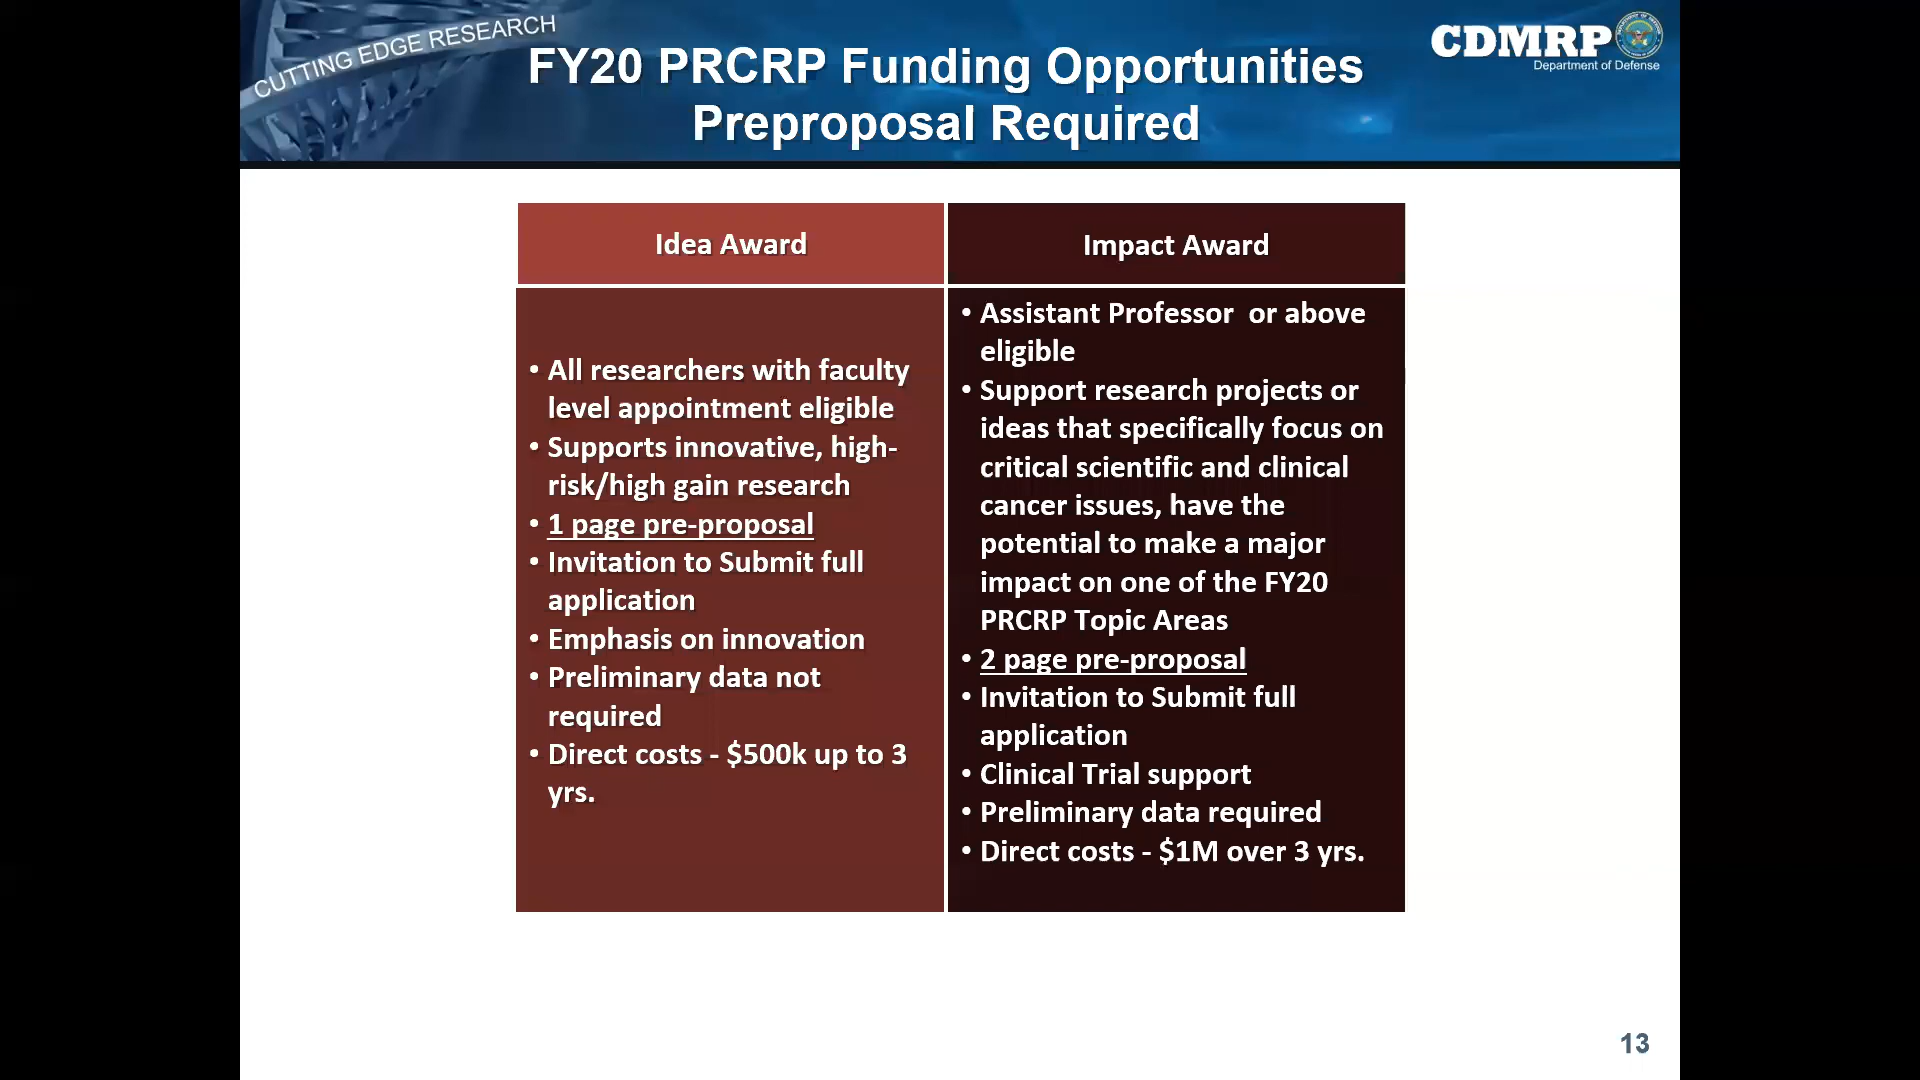 CUTTING EDGE RESEARCH
FY20 PRCRP Funding Opportunities
Preproposal Required
CDMRP
Department of Defense
Idea Award
• All researchers with faculty
level appointment eligible
• Supports innovative, high-
risk/high gain research
• 1 page pre-proposal
• Invitation to Submit full
application
• Emphasis on innovation
• Preliminary data not
required
• Direct costs - $500k up to 3
yrs.
Impact Award
• Assistant Professor  or above
eligible
• Support research projects or
ideas that specifically focus on
critical scientific and clinical
cancer issues, have the
potential to make a major
impact on one of the FY20
PRCRP Topic Areas
• 2 page pre-proposal
• Invitation to Submit full
application
• Clinical Trial support
• Preliminary data required
• Direct costs - $1M over 3 yrs.
13